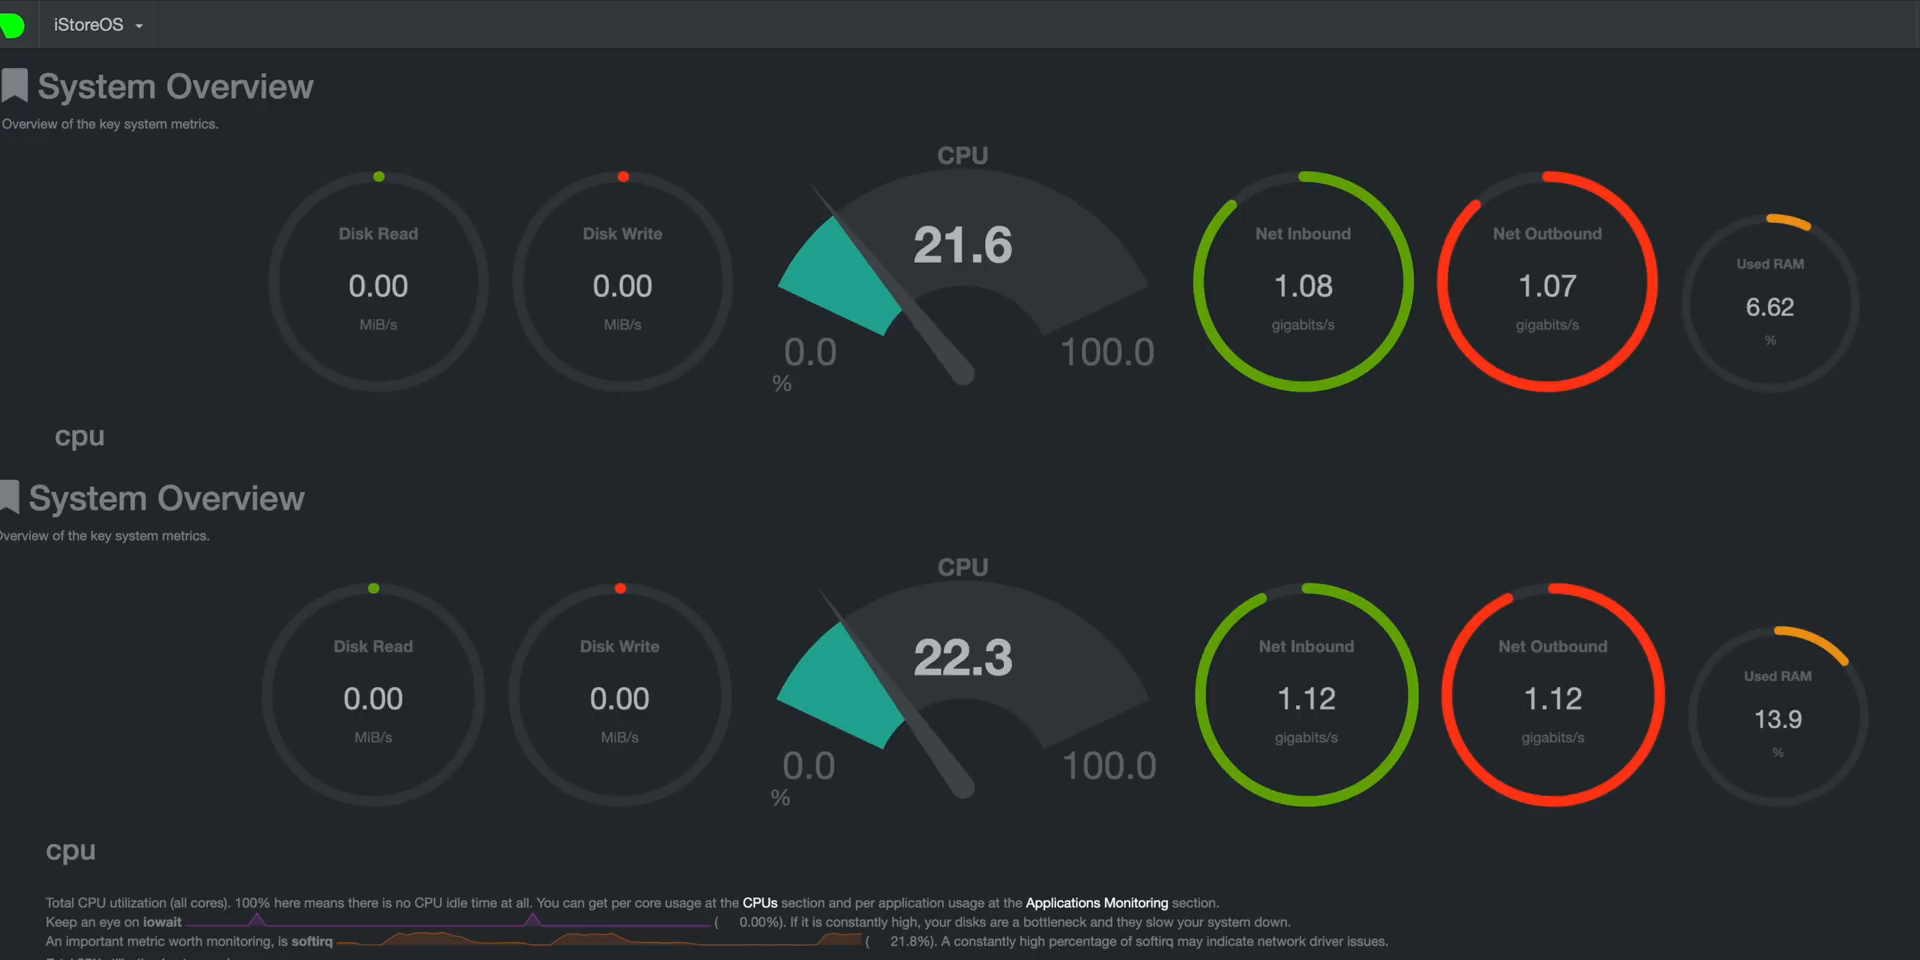 iStoreOS
System Overview
Overview of the key system metrics.
CPU
Disk Read
0.00
MiB/s
Disk Write
0.00
MiB/s
21.6
0.0
100.0
%
Net Inbound
1.08
gigabits/s
Net Outbound
1.07
gigabits/s
Used RAM
6.62
%
cpu
System Overview
Overview of the key system metrics.
CPU
Disk Read
0.00
MiB/s
Disk Write
0.00
MiB/s
22.3
0.0
100.0
%
Net Inbound
1.12
gigabits/s
Net Outbound
1.12
gigabits/s
Used RAM
13.9
%
cpu
Total CPU utilization (all cores). 100% here means there is no CPU idle time at all. You can get per core usage at the CPUs section and per application usage at the Applications Monitoring section.
Keep an eye on iowait ( 0.00%). If it is constantly high, your disks are a bottleneck and they slow your system down.
An important metric worth monitoring, is softirq ( 21.8%). A constantly high percentage of softirq may indicate network driver issues.